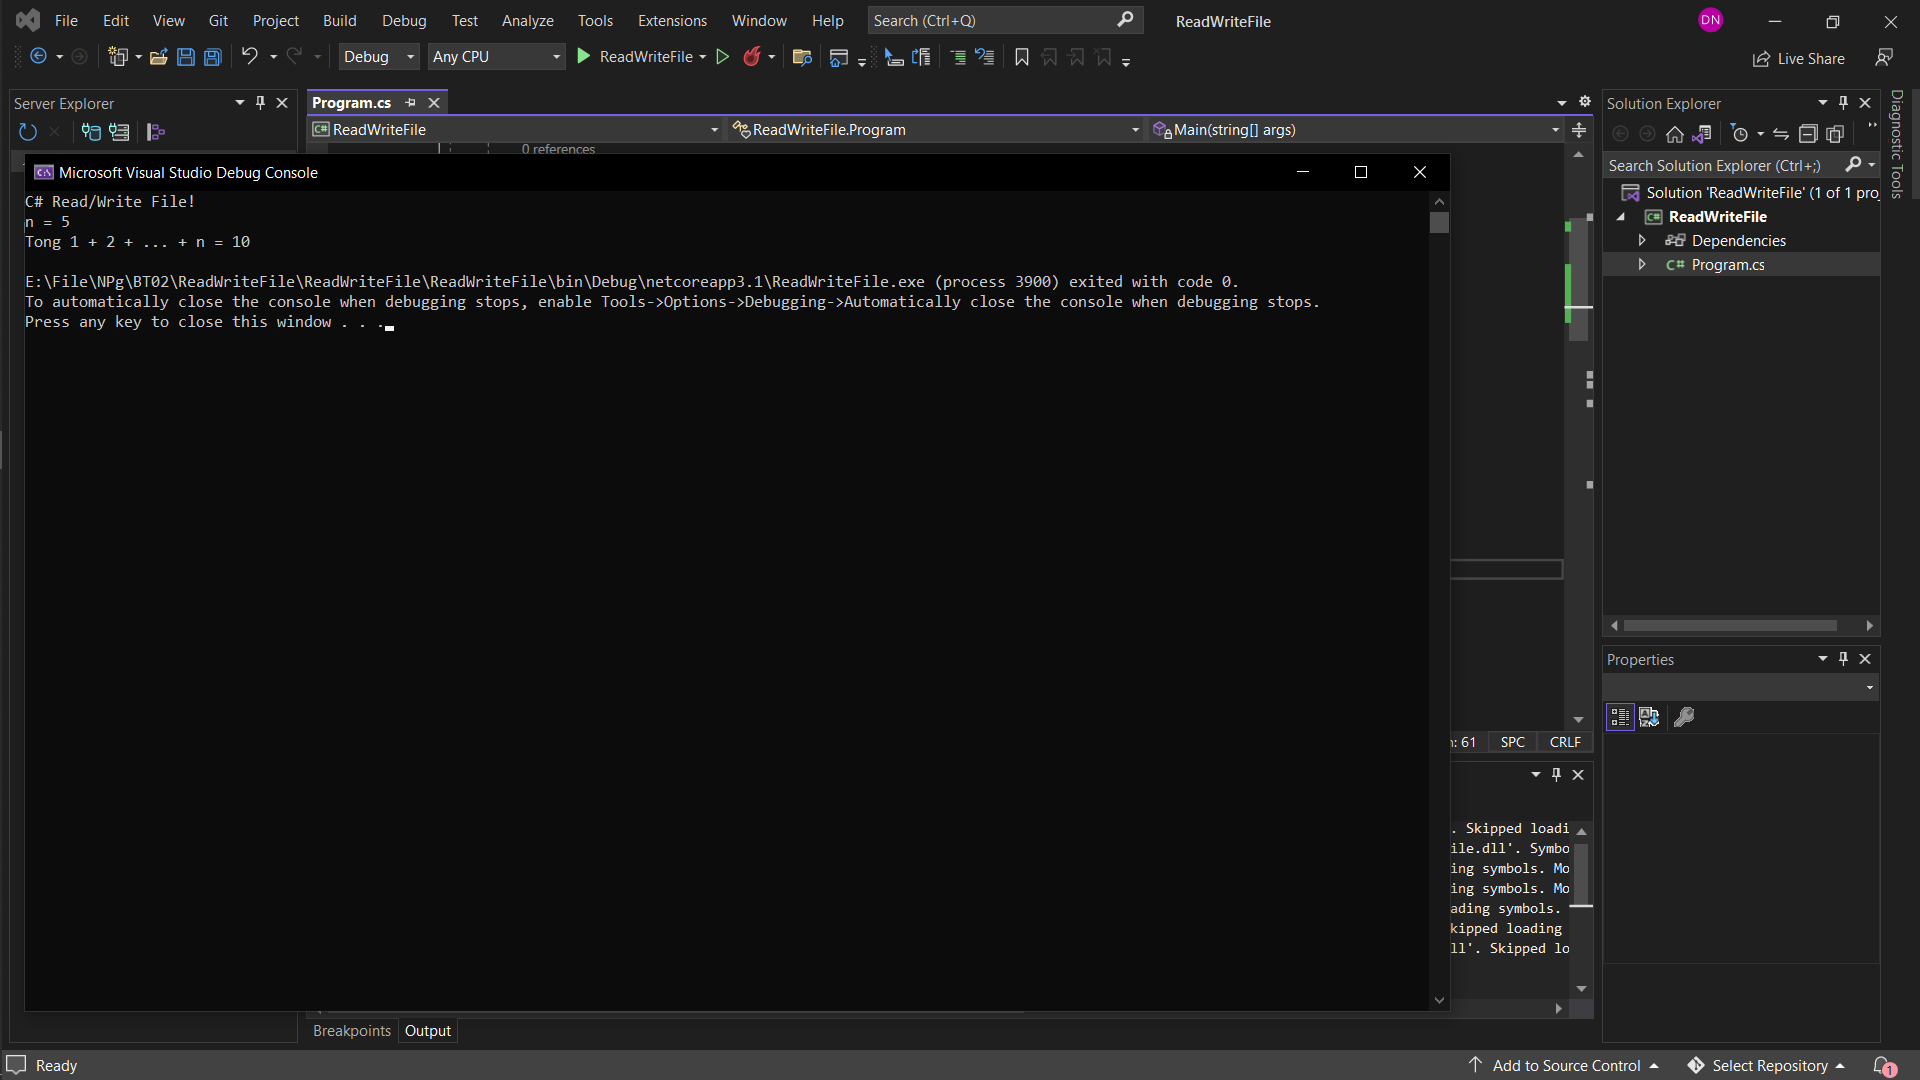 File Edit View Git Project Build Debug Test Analyze Tools Extensions Window Help Search (Ctrl+Q) ReadWriteFile DN
Debug Any CPU ReadWriteFile Live Share
Server Explorer
Program.cs
ReadWriteFile ReadWriteFile.Program Main(string[] args)
0 references
Microsoft Visual Studio Debug Console
C# Read/Write File!
n = 5
Tong 1 + 2 + ... + n = 10
E:\File\NPg\BT02\ReadWriteFile\ReadWriteFile\ReadWriteFile\bin\Debug\netcoreapp3.1\ReadWriteFile.exe (process 3900) exited with code 0.
To automatically close the console when debugging stops, enable Tools->Options->Debugging->Automatically close the console when debugging stops.
Press any key to close this window . . .
Solution Explorer
Search Solution Explorer (Ctrl+;)
Solution 'ReadWriteFile' (1 of 1 proj
C# ReadWriteFile
Dependencies
C# Program.cs
Diagnostic Tools
Properties
: 61 SPC CRLF
. Skipped loadi
ile.dll'. Symbo
ing symbols. Mo
ing symbols. Mo
ading symbols.
kipped loading
ll'. Skipped lo
Breakpoints Output
Ready Add to Source Control Select Repository 1